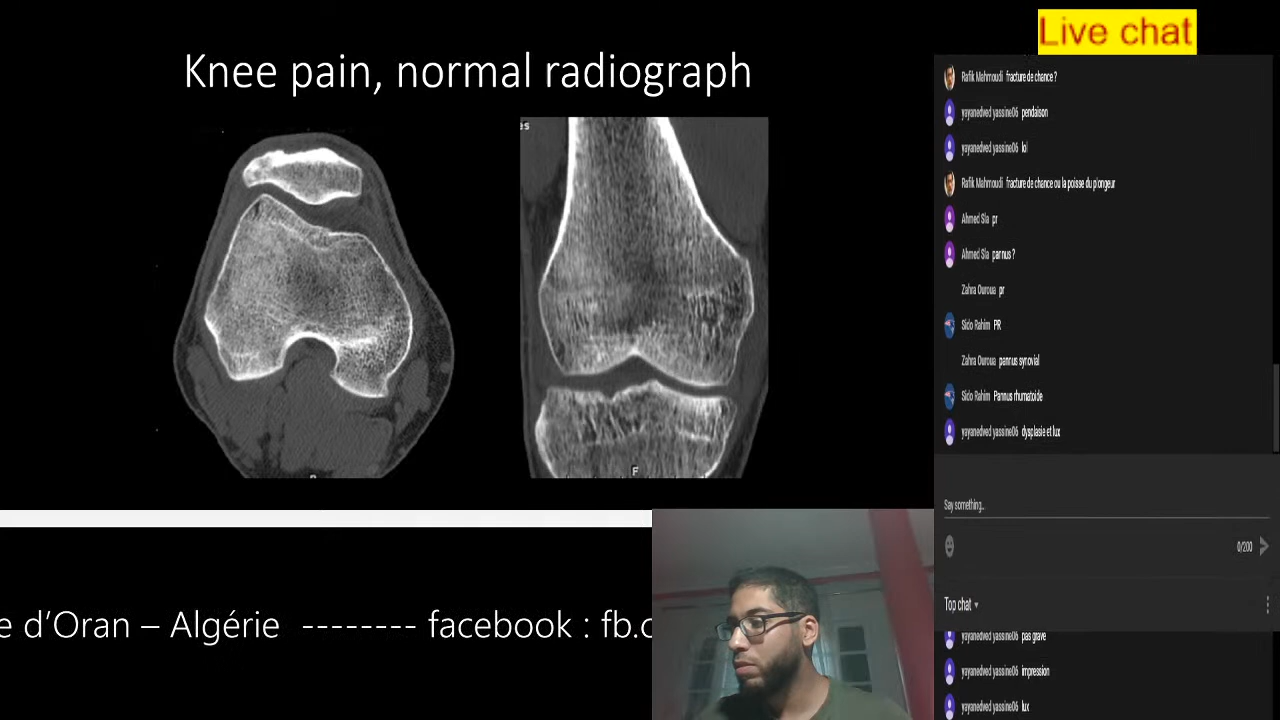 Knee pain, normal radiograph
es
F
e d'Oran – Algérie -------- facebook : fb.c
Live chat
Rafik Mahmoudi fracture de chance ?
yayanedved yassine06 pendaison
yayanedved yassine06 lol
Rafik Mahmoudi fracture de chance ou la poisse du plongeur
Ahmed Sla pr
Ahmed Sla pannus ?
Zahra Ouroua pr
Sido Rahim PR
Zahra Ouroua pannus synovial
Sido Rahim Pannus rhumatoide
yayanedved yassine06 dysplasie et lux
Say something...
0/200
Top chat
yayanedved yassine06 pas grave
yayanedved yassine06 impression
yayanedved yassine06 lux